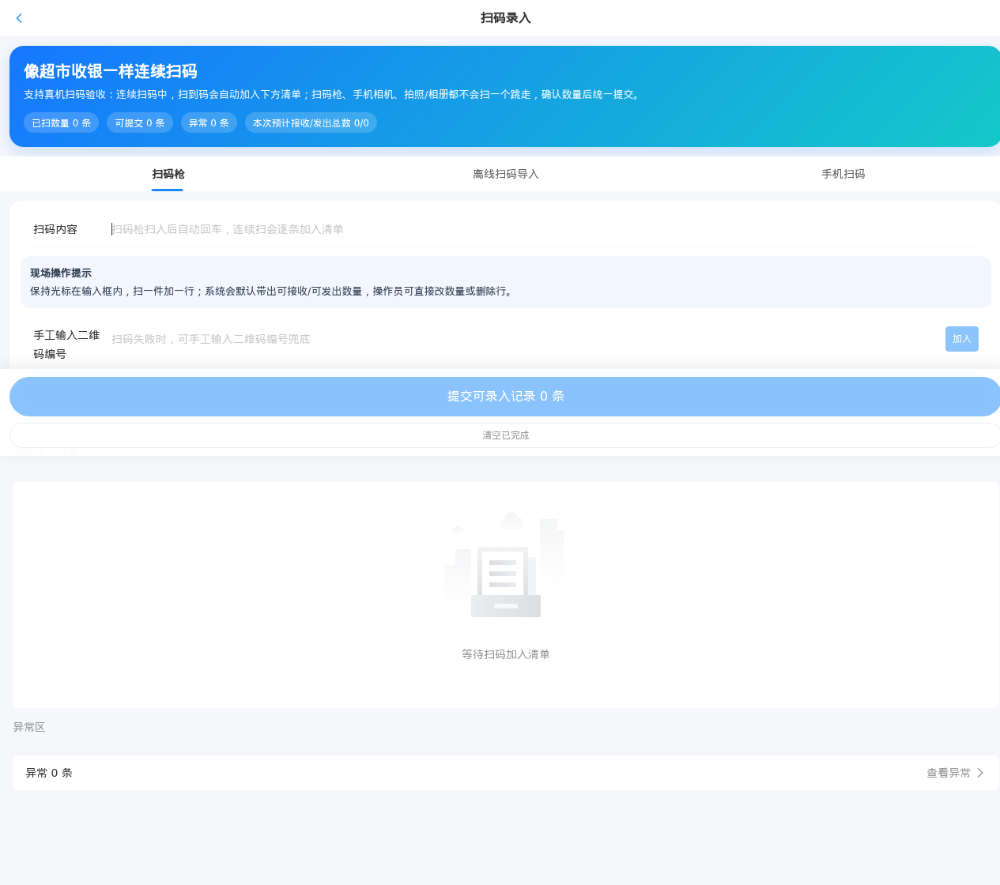 扫码录入
像超市收银一样连续扫码
支持真机扫码验收：连续扫码中，扫到码会自动加入下方清单；扫码枪、手机相机、拍照/相册都不会扫一个跳走，确认数量后统一提交。
已扫数量 0 条
可提交 0 条
异常 0 条
本次预计接收/发出总数 0/0
扫码枪
离线扫码导入
手机扫码
扫码内容
扫码枪扫入后自动回车，连续扫会逐条加入清单
现场操作提示
保持光标在输入框内，扫一件加一行；系统会默认带出可接收/可发出数量，操作员可直接改数量或删除行。
手工输入二维
码编号
扫码失败时，可手工输入二维码编号兜底
加入
提交可录入记录 0 条
清空已完成
等待扫码加入清单
异常区
异常 0 条
查看异常